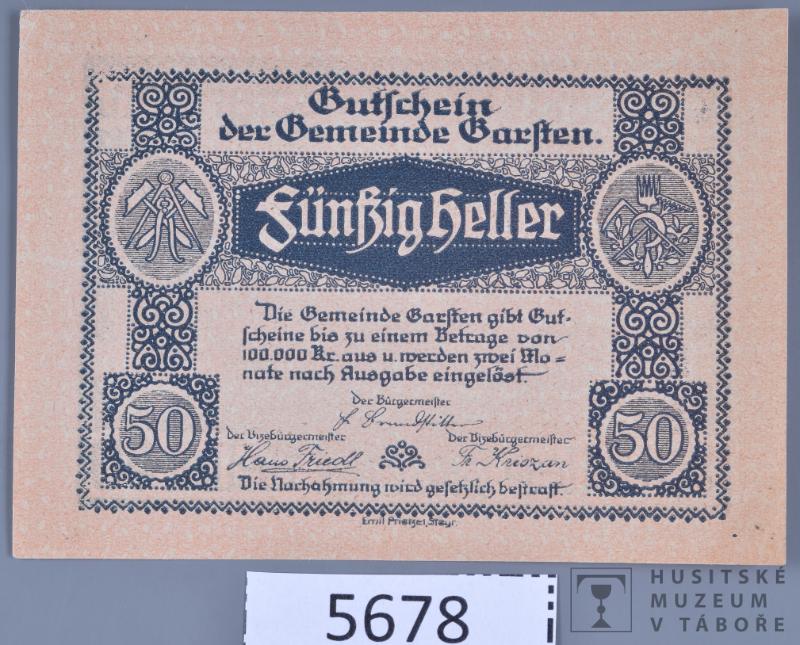 Gutschein
der Gemeinde Garsten.
Fünfzig Heller
Die Gemeinde Garsten gibt Gut-
scheine bis zu einem Betrage von
100.000 Kr. aus u. werden zwei Mo=
nate nach Ausgabe eingelöst.
Der Bürgermeister
Der Vizebürgermeister Der Vizebürgermeister
Hans Friedl Th. Kriszan
50 50
Die Nachahmung wird gesetzlich bestraft.
Emil Prietzel, Steyr.
5678
HUSITSKÉ
MUZEUM
V TÁBOŘE